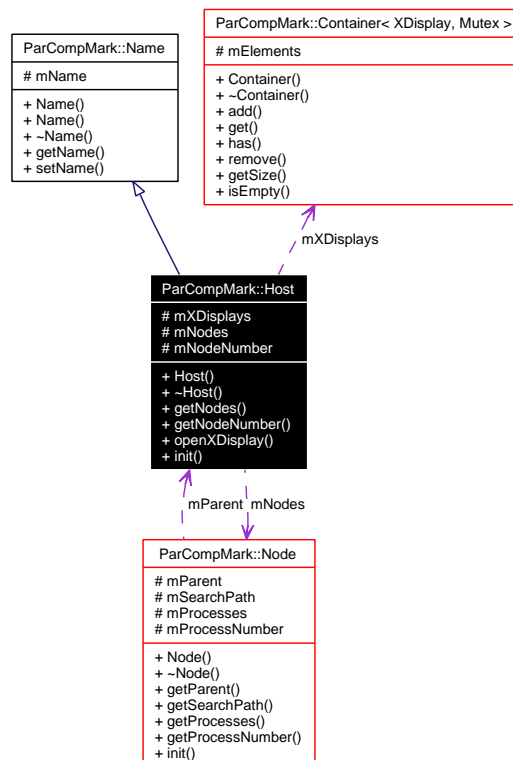 ParCompMark::Name
# mName
+ Name()
+ Name()
+ ~Name()
+ getName()
+ setName()
ParCompMark::Container< XDisplay, Mutex >
# mElements
+ Container()
+ ~Container()
+ add()
+ get()
+ has()
+ remove()
+ getSize()
+ isEmpty()
mXDisplays
ParCompMark::Host
# mXDisplays
# mNodes
# mNodeNumber
+ Host()
+ ~Host()
+ getNodes()
+ getNodeNumber()
+ openXDisplay()
+ init()
mParent mNodes
ParCompMark::Node
# mParent
# mSearchPath
# mProcesses
# mProcessNumber
+ Node()
+ ~Node()
+ getParent()
+ getSearchPath()
+ getProcesses()
+ getProcessNumber()
+ init()